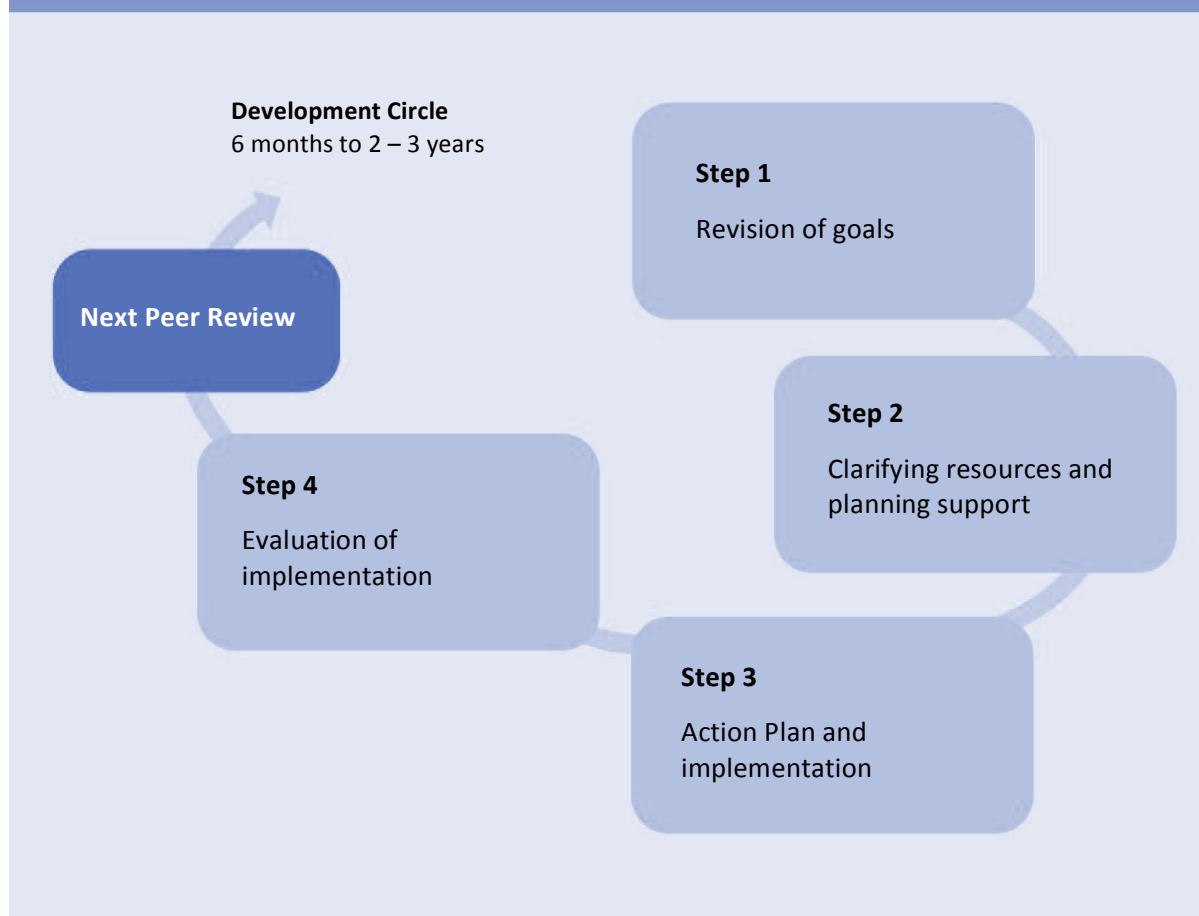 Development Circle
6 months to 2 – 3 years
Step 1
Revision of goals
Next Peer Review
Step 2
Clarifying resources and
planning support
Step 4
Evaluation of
implementation
Step 3
Action Plan and
implementation